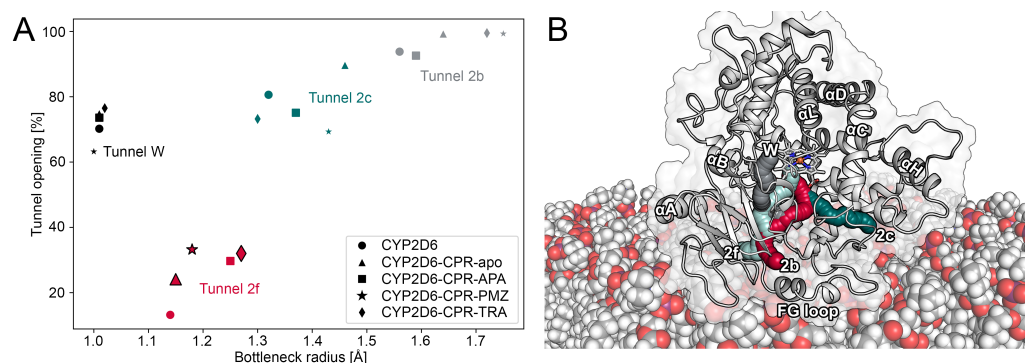 A
Tunnel opening [%]
100
80
60
40
20
Tunnel 2b
Tunnel 2c
Tunnel W
Tunnel 2f
CYP2D6
CYP2D6-CPR-apo
CYP2D6-CPR-APA
CYP2D6-CPR-PMZ
CYP2D6-CPR-TRA
1.0 1.1 1.2 1.3 1.4 1.5 1.6 1.7
Bottleneck radius [Å]
B
αD
αL
αC
W
αB
αH
αA
2c
2f
2b
FG loop